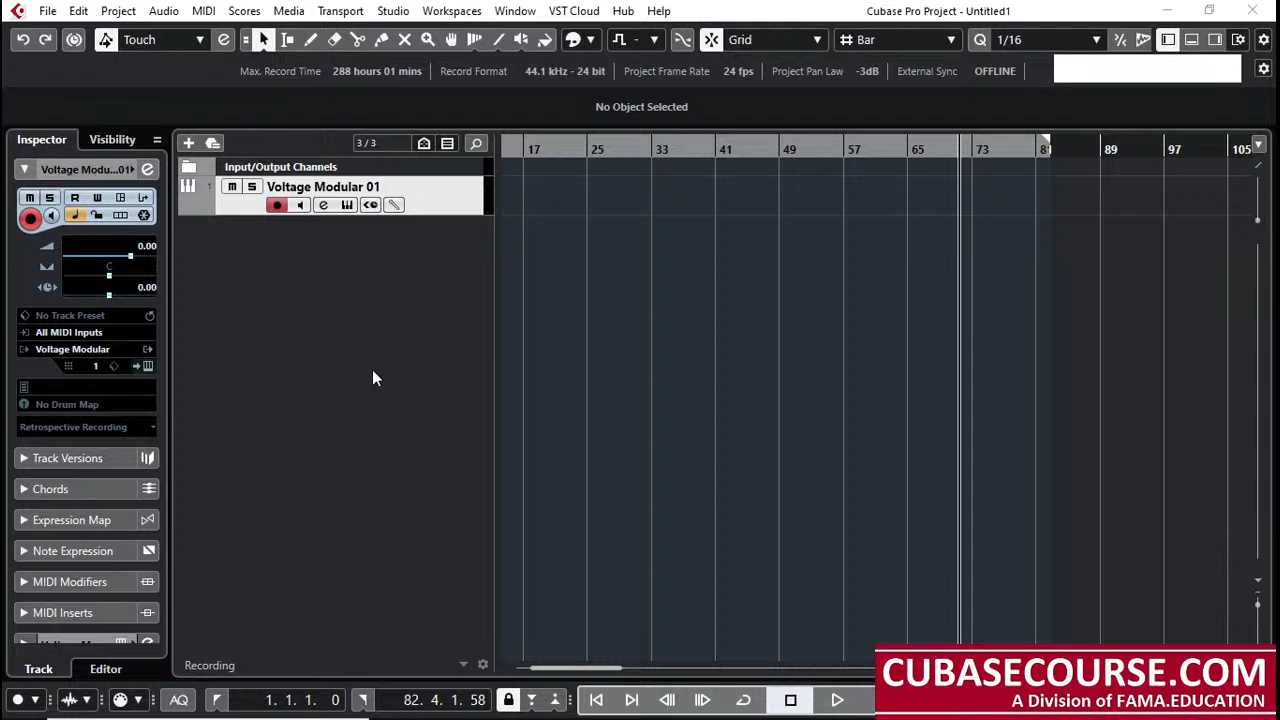 File Edit Project Audio MIDI Scores Media Transport Studio Workspaces Window VST Cloud Hub Help Cubase Pro Project - Untitled1
Touch Grid Bar Q 1/16
Max. Record Time 288 hours 01 mins Record Format 44.1 kHz - 24 bit Project Frame Rate 24 fps Project Pan Law -3dB External Sync OFFLINE
No Object Selected
Inspector Visibility 3 / 3 17 25 33 41 49 57 65 73 81 89 97 105
Input/Output Channels
Voltage Modu...01
1 M S Voltage Modular 01
M S R W
0.00
C
0.00
No Track Preset
All MIDI Inputs
Voltage Modular
1
No Drum Map
Retrospective Recording
Track Versions
Chords
Expression Map
Note Expression
MIDI Modifiers
MIDI Inserts
Track Editor Recording
CUBASECOURSE.COM
A Division of FAMA.EDUCATION
AQ 1. 1. 1. 0 82. 4. 1. 58